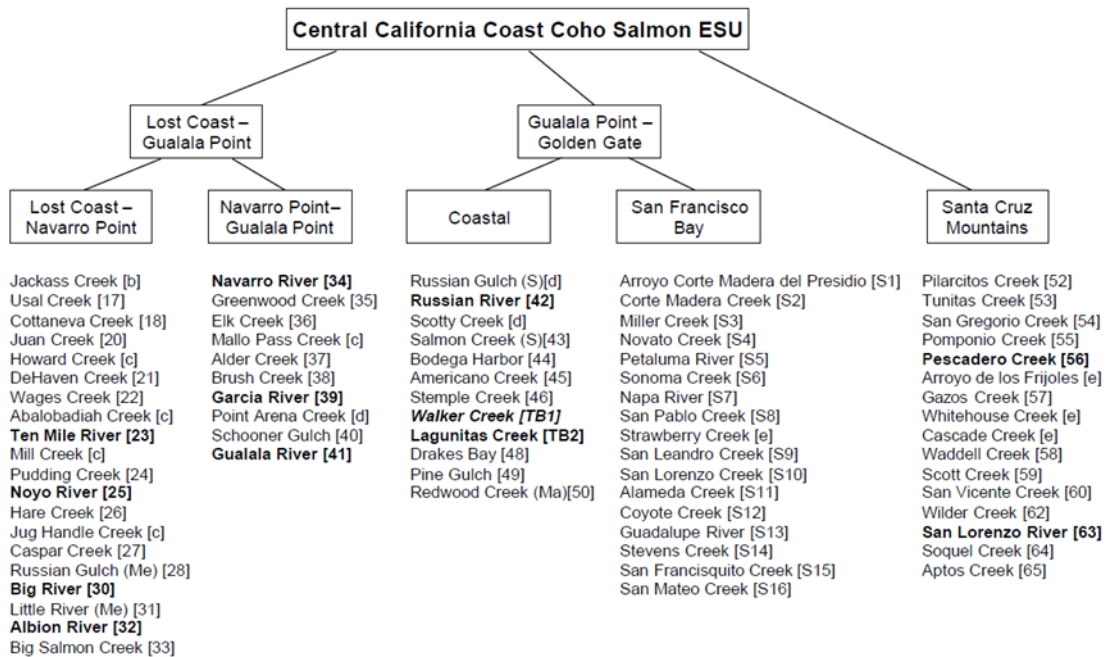 Central California Coast Coho Salmon ESU
Lost Coast –
Gualala Point
Gualala Point –
Golden Gate
Lost Coast –
Navarro Point
Navarro Point–
Gualala Point
Coastal
San Francisco
Bay
Santa Cruz
Mountains
Jackass Creek [b]
Usal Creek [17]
Cottaneva Creek [18]
Juan Creek [20]
Howard Creek [c]
DeHaven Creek [21]
Wages Creek [22]
Abalobadiah Creek [c]
Ten Mile River [23]
Mill Creek [c]
Pudding Creek [24]
Noyo River [25]
Hare Creek [26]
Jug Handle Creek [c]
Caspar Creek [27]
Russian Gulch (Me) [28]
Big River [30]
Little River (Me) [31]
Albion River [32]
Big Salmon Creek [33]
Navarro River [34]
Greenwood Creek [35]
Elk Creek [36]
Mallo Pass Creek [c]
Alder Creek [37]
Brush Creek [38]
Garcia River [39]
Point Arena Creek [d]
Schooner Gulch [40]
Gualala River [41]
Russian Gulch (S)[d]
Russian River [42]
Scotty Creek [d]
Salmon Creek (S)[43]
Bodega Harbor [44]
Americano Creek [45]
Stemple Creek [46]
Walker Creek [TB1]
Lagunitas Creek [TB2]
Drakes Bay [48]
Pine Gulch [49]
Redwood Creek (Ma)[50]
Arroyo Corte Madera del Presidio [S1]
Corte Madera Creek [S2]
Miller Creek [S3]
Novato Creek [S4]
Petaluma River [S5]
Sonoma Creek [S6]
Napa River [S7]
San Pablo Creek [S8]
Strawberry Creek [e]
San Leandro Creek [S9]
San Lorenzo Creek [S10]
Alameda Creek [S11]
Coyote Creek [S12]
Guadalupe River [S13]
Stevens Creek [S14]
San Francisquito Creek [S15]
San Mateo Creek [S16]
Pilarcitos Creek [52]
Tunitas Creek [53]
San Gregorio Creek [54]
Pomponio Creek [55]
Pescadero Creek [56]
Arroyo de los Frijoles [e]
Gazos Creek [57]
Whitehouse Creek [e]
Cascade Creek [e]
Waddell Creek [58]
Scott Creek [59]
San Vicente Creek [60]
Wilder Creek [62]
San Lorenzo River [63]
Soquel Creek [64]
Aptos Creek [65]